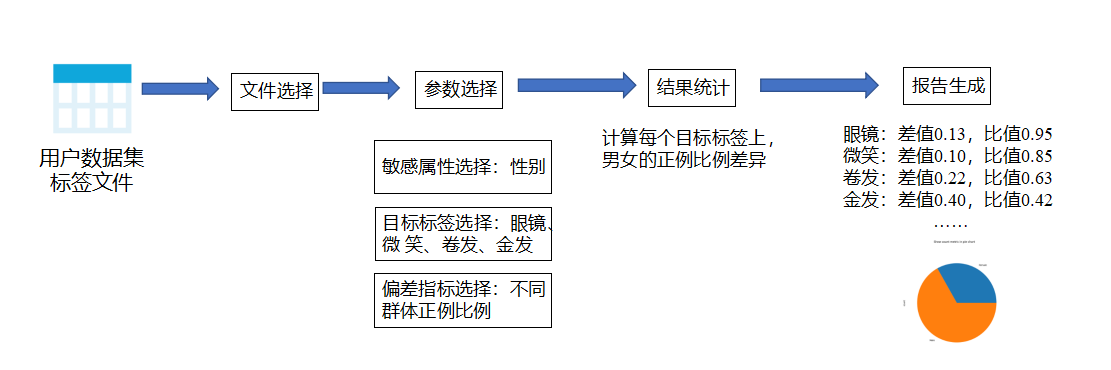 文件选择
参数选择
结果统计
报告生成
用户数据集
标签文件
敏感属性选择：性别
目标标签选择：眼镜、
微 笑、卷发、金发
偏差指标选择：不同
群体正例比例
计算每个目标标签上，
男女的正例比例差异
眼镜：差值0.13，比值0.95
微笑：差值0.10，比值0.85
卷发：差值0.22，比值0.63
金发：差值0.40，比值0.42
……